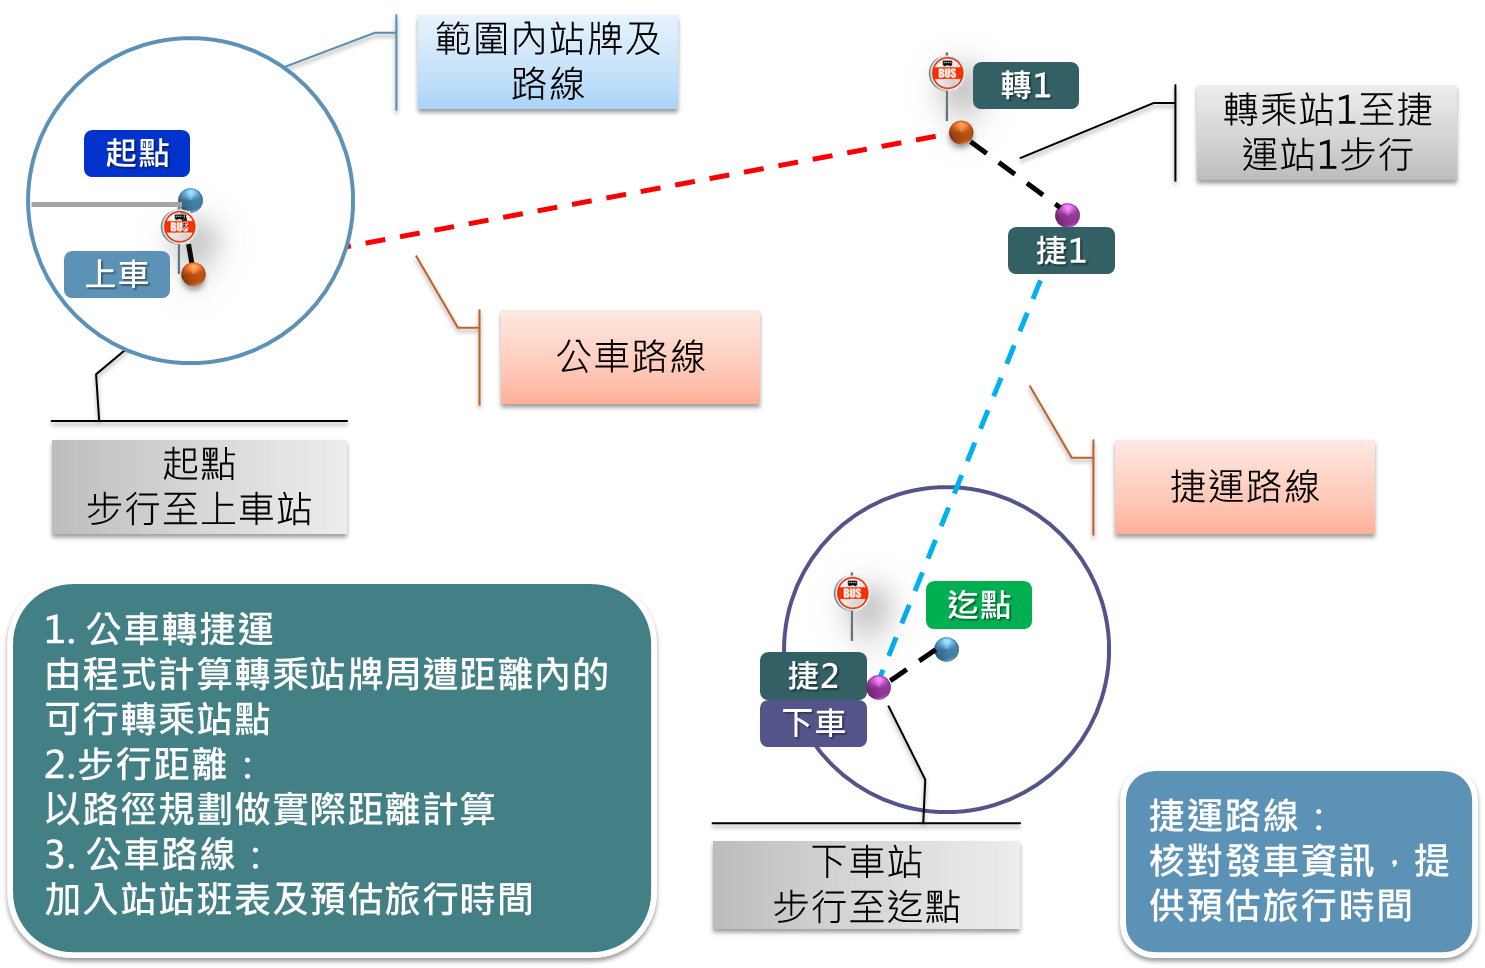 範圍內站牌及
路線
起點
BUS
上車
BUS
轉1
轉乘站1至捷
運站1步行
捷1
公車路線
起點
步行至上車站
捷運路線
BUS
迄點
捷2
下車
下車站
步行至迄點
1. 公車轉捷運
由程式計算轉乘站牌周遭距離內的
可行轉乘站點
2.步行距離：
以路徑規劃做實際距離計算
3. 公車路線：
加入站站班表及預估旅行時間
捷運路線：
核對發車資訊，提
供預估旅行時間